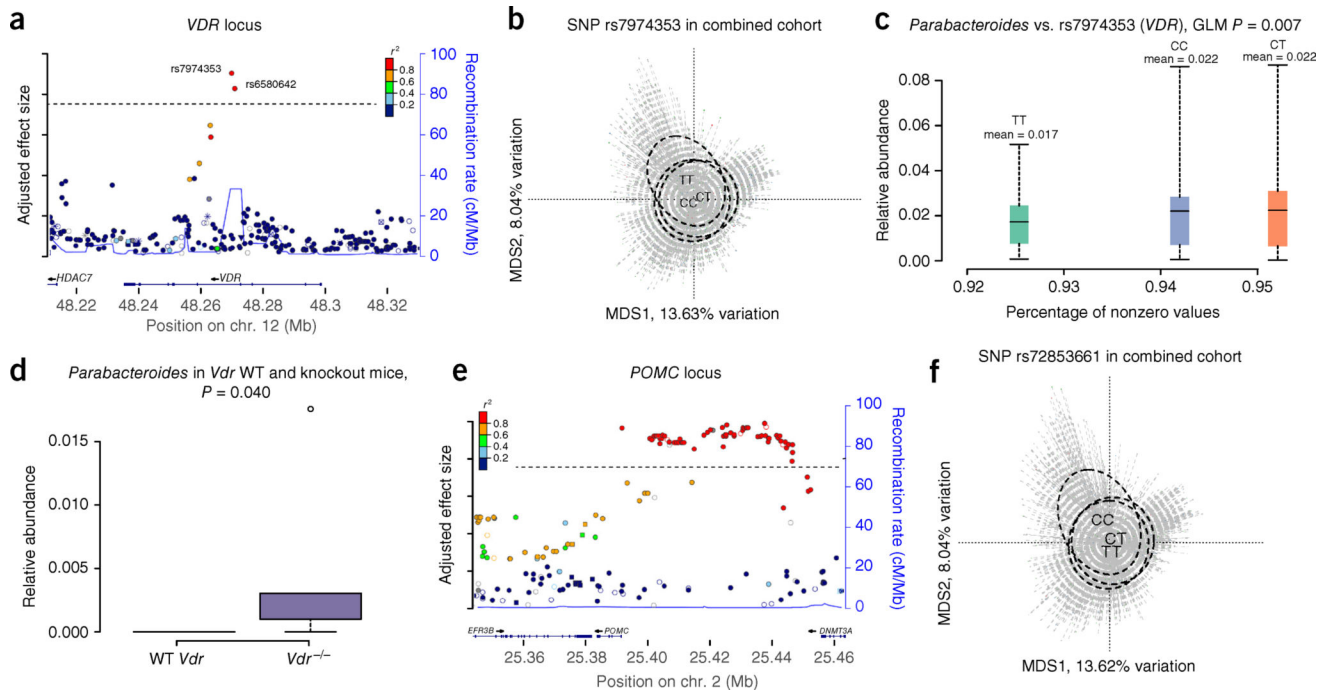 a
VDR locus
rs7974353
rs6580642
r²
0.8
0.6
0.4
0.2
Adjusted effect size
100
80
60
40
20
0
Recombination rate (cM/Mb)
HDAC7
VDR
48.22 48.24 48.26 48.28 48.30 48.32
Position on chr. 12 (Mb)
b
SNP rs7974353 in combined cohort
TT
CC
CT
MDS2, 8.04% variation
MDS1, 13.63% variation
c
Parabacteroides vs. rs7974353 (VDR), GLM P = 0.007
CC
mean = 0.022
CT
mean = 0.022
TT
mean = 0.017
0.08
0.06
0.04
0.02
0.00
Relative abundance
0.92 0.93 0.94 0.95
Percentage of nonzero values
d
Parabacteroides in Vdr WT and knockout mice,
P = 0.040
0.015
0.010
0.005
0.000
Relative abundance
WT Vdr Vdr−/−
e
POMC locus
r²
0.8
0.6
0.4
0.2
Adjusted effect size
100
80
60
40
20
0
Recombination rate (cM/Mb)
EFR3B POMC DNMT3A
25.36 25.38 25.40 25.42 25.44 25.46
Position on chr. 2 (Mb)
f
SNP rs72853661 in combined cohort
CC
CT
TT
MDS2, 8.04% variation
MDS1, 13.62% variation